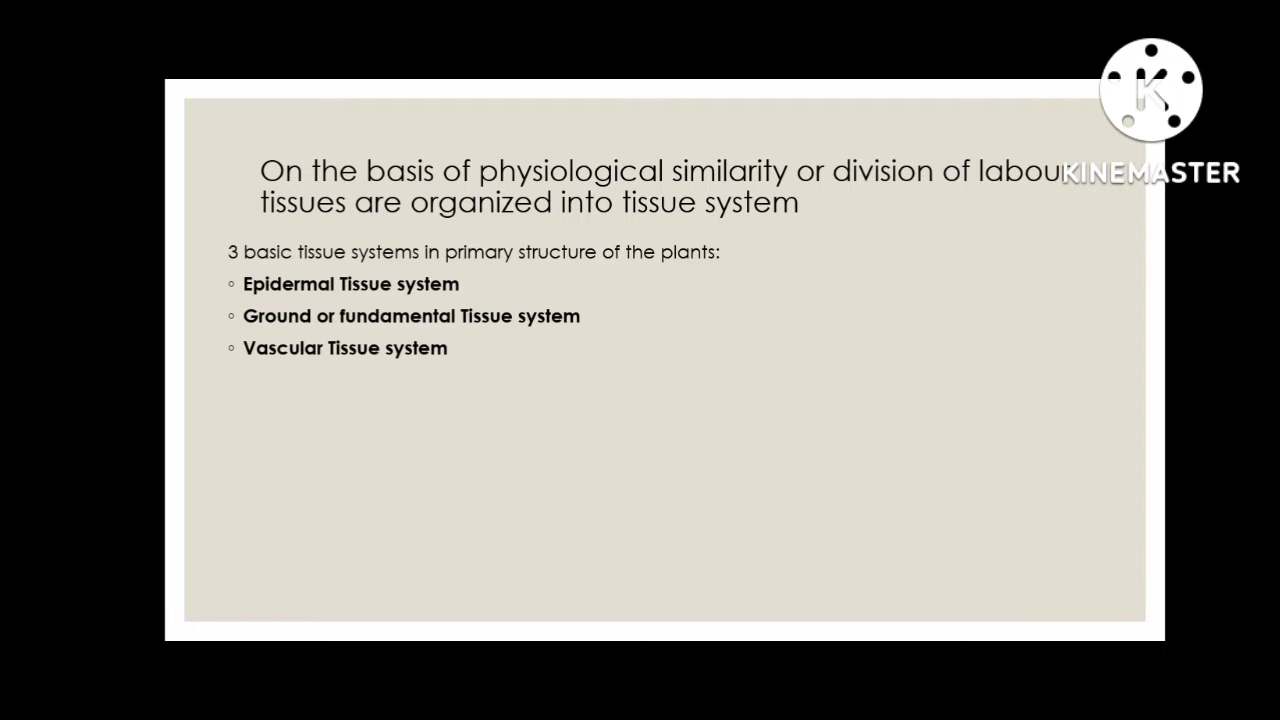 On the basis of physiological similarity or division of labour
tissues are organized into tissue system
3 basic tissue systems in primary structure of the plants:
◦ Epidermal Tissue system
◦ Ground or fundamental Tissue system
◦ Vascular Tissue system
K
KINEMASTER